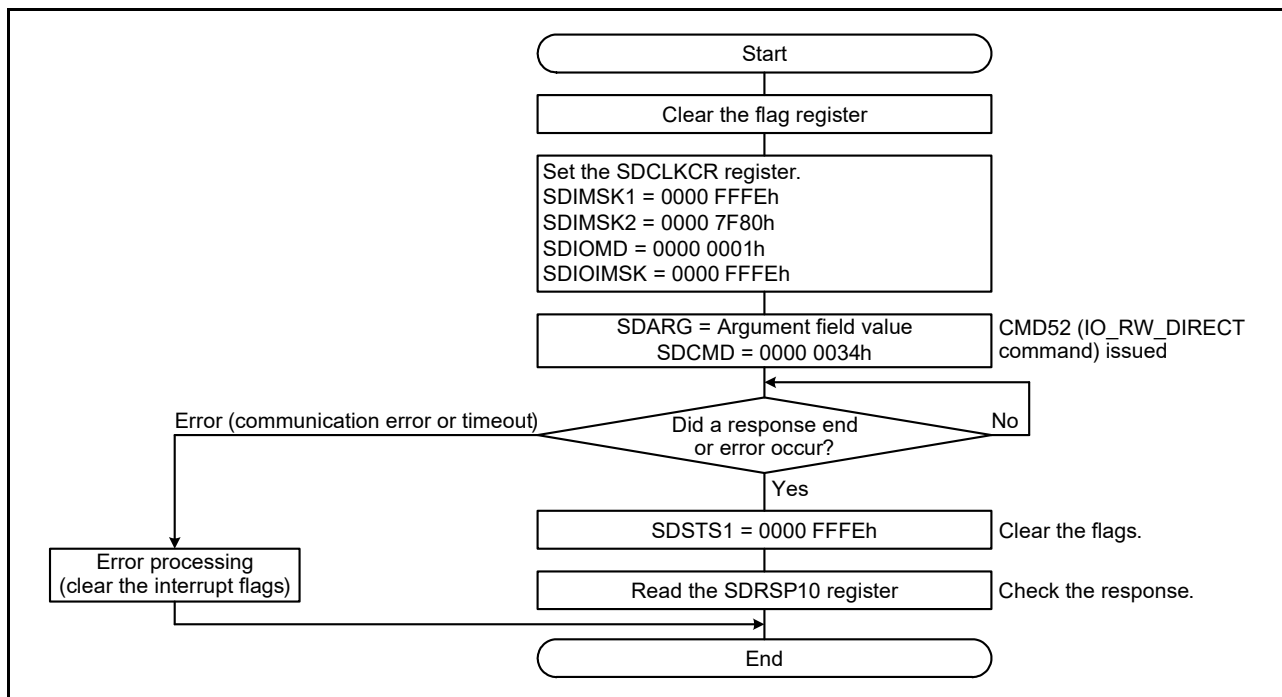 Start
Clear the flag register
Set the SDCLKCR register.
SDIMSK1 = 0000 FFFEh
SDIMSK2 = 0000 7F80h
SDIOMD = 0000 0001h
SDIOIMSK = 0000 FFFEh
SDARG = Argument field value
SDCMD = 0000 0034h
CMD52 (IO_RW_DIRECT
command) issued
Error (communication error or timeout)
Did a response end
or error occur?
No
Yes
SDSTS1 = 0000 FFFEh
Clear the flags.
Error processing
(clear the interrupt flags)
Read the SDRSP10 register
Check the response.
End